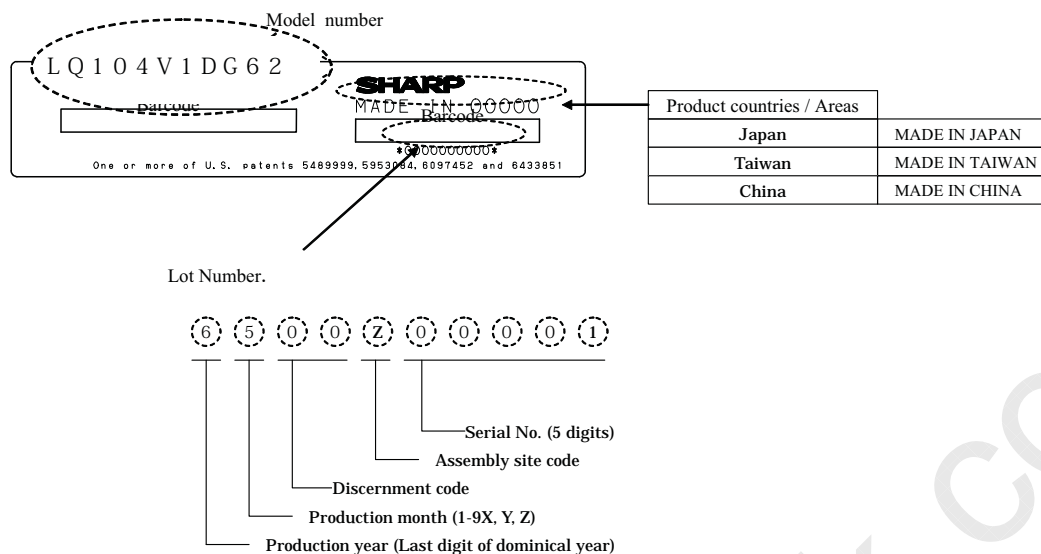 Model number
LQ104V1DG62
SHARP
MADE IN OOOOO
Barcode
Barcode
*OOOOOOOOOO*
One or more of U.S. patents 5489999, 5953084, 6097452 and 6433851
Product countries / Areas
Japan MADE IN JAPAN
Taiwan MADE IN TAIWAN
China MADE IN CHINA
Lot Number.
6 5 0 0 Z 0 0 0 0 1
Serial No. (5 digits)
Assembly site code
Discernment code
Production month (1-9X, Y, Z)
Production year (Last digit of dominical year)